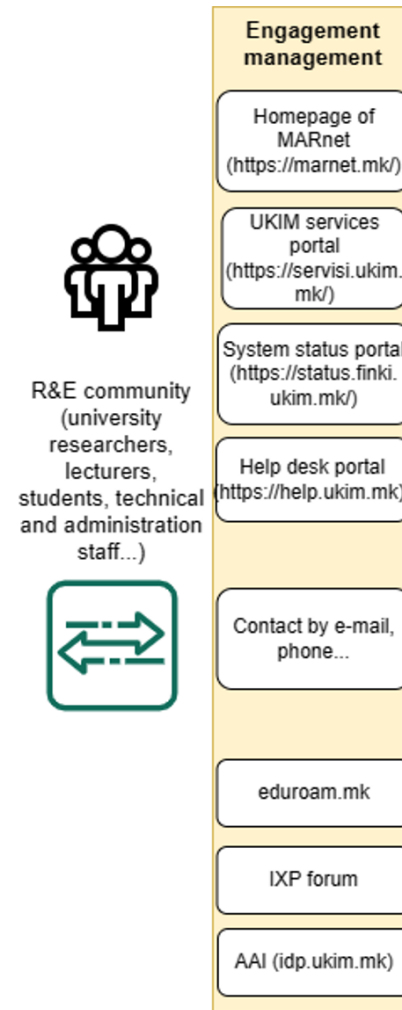 Engagement
management
Homepage of
MARnet
(https://marnet.mk/)
UKIM services
portal
(https://servisi.ukim.
mk/)
System status portal
(https://status.finki.
ukim.mk/)
Help desk portal
(https://help.ukim.mk)
R&E community
(university
researchers,
lecturers,
students, technical
and administration
staff...)
Contact by e-mail,
phone...
eduroam.mk
IXP forum
AAI (idp.ukim.mk)